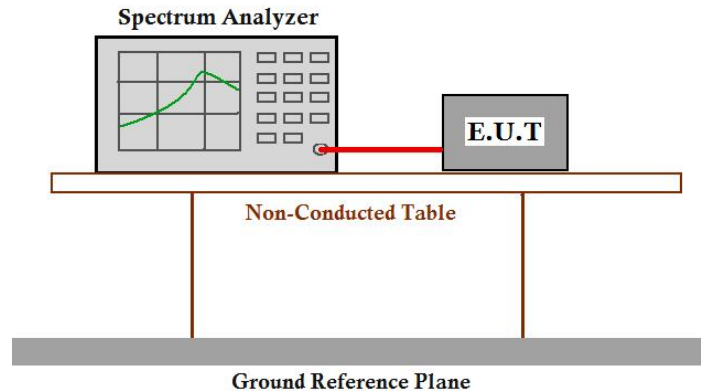 Spectrum Analyzer
E.U.T
Non-Conducted Table
Ground Reference Plane